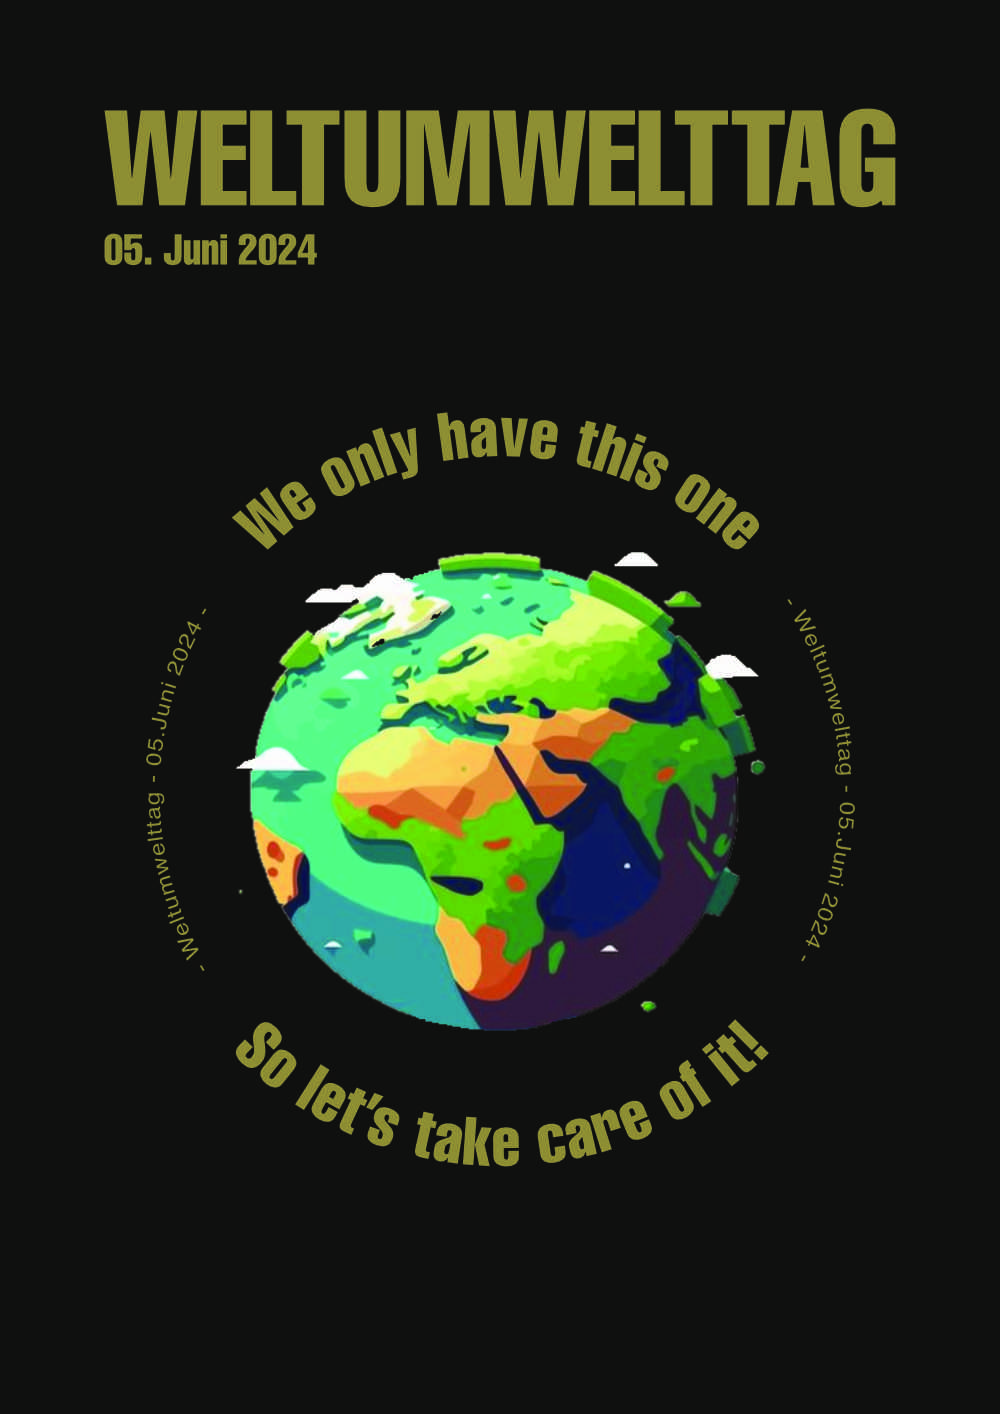 WELTUMWELTTAG
05. Juni 2024
We only have this one
- Weltumwelttag - 05.Juni 2024 -
- Weltumwelttag - 05.Juni 2024 -
So let's take care of it!